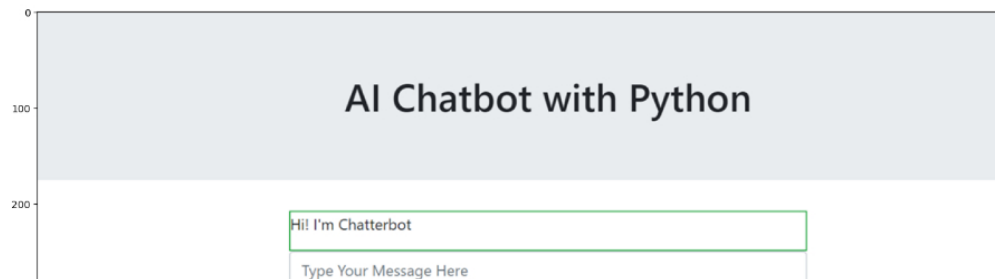 0
AI Chatbot with Python
100
200
Hi! I'm Chatterbot
Type Your Message Here